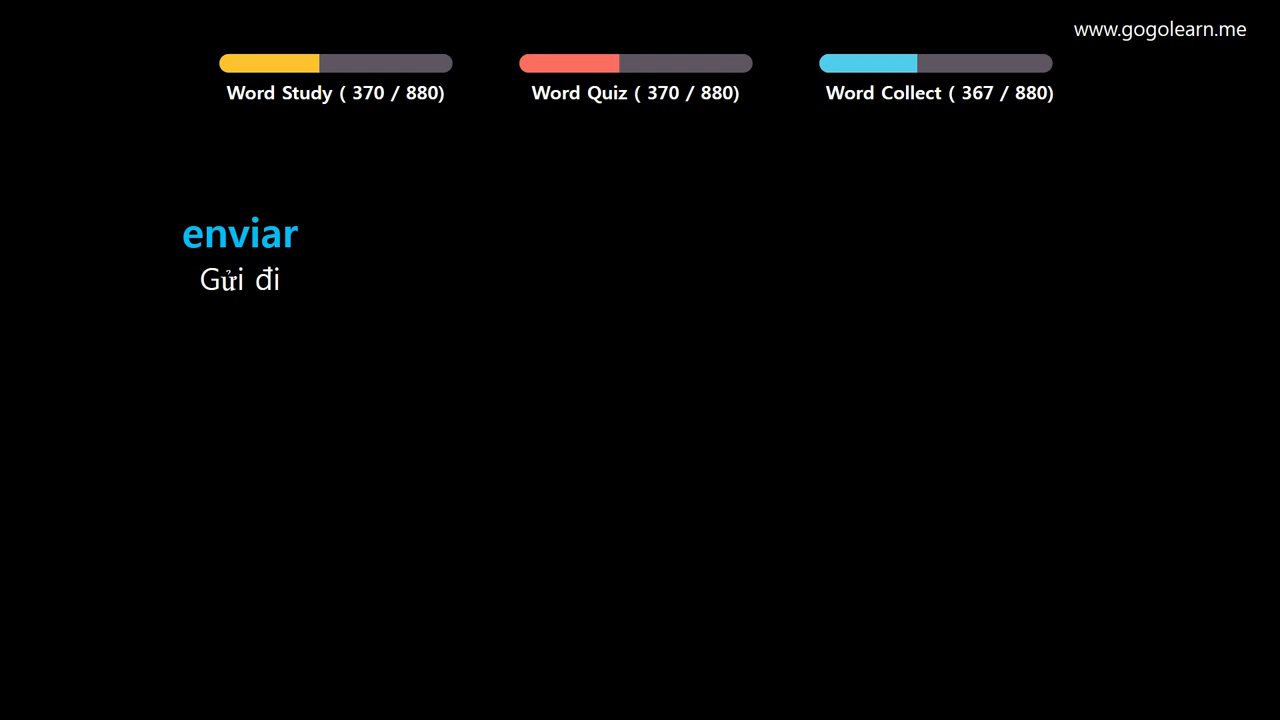 www.gogolearn.me
Word Study ( 370 / 880)
Word Quiz ( 370 / 880)
Word Collect ( 367 / 880)
enviar
Gửi đi